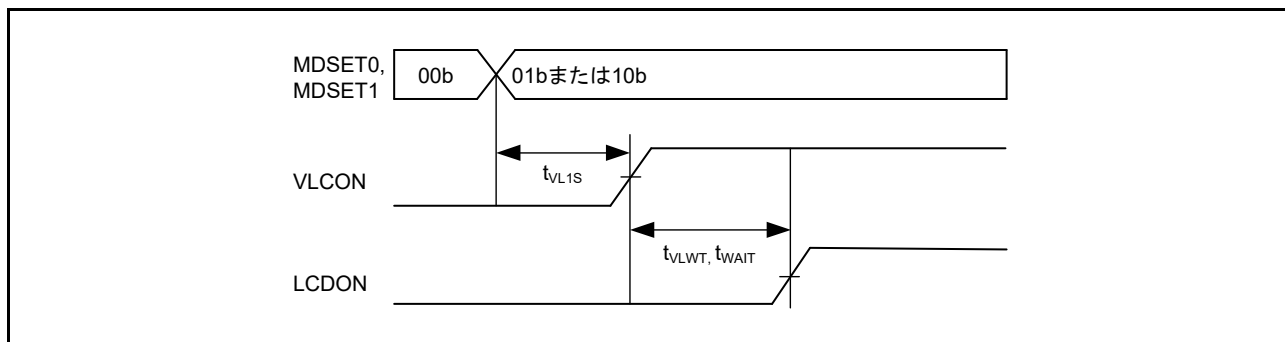 MDSET0,
MDSET1
00b
01bまたは10b
tVL1S
VLCON
tVLWT, tWAIT
LCDON